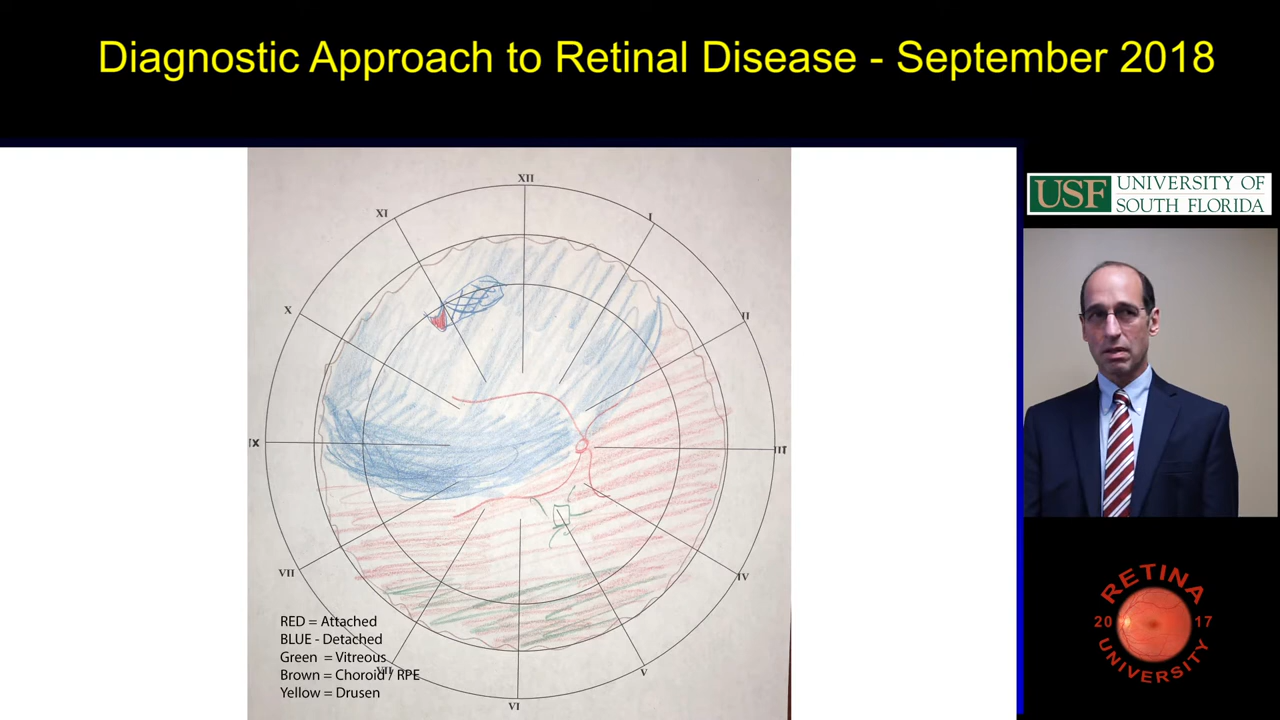 Diagnostic Approach to Retinal Disease - September 2018
USF
UNIVERSITY OF
SOUTH FLORIDA
XII
XI
I
X
II
IX
III
VII
IV
RED = Attached
BLUE - Detached
Green = Vitreous
Brown = Choroid / RPE
Yellow = Drusen
VII
V
VI
RETINA
20 17
UNIVERSITY